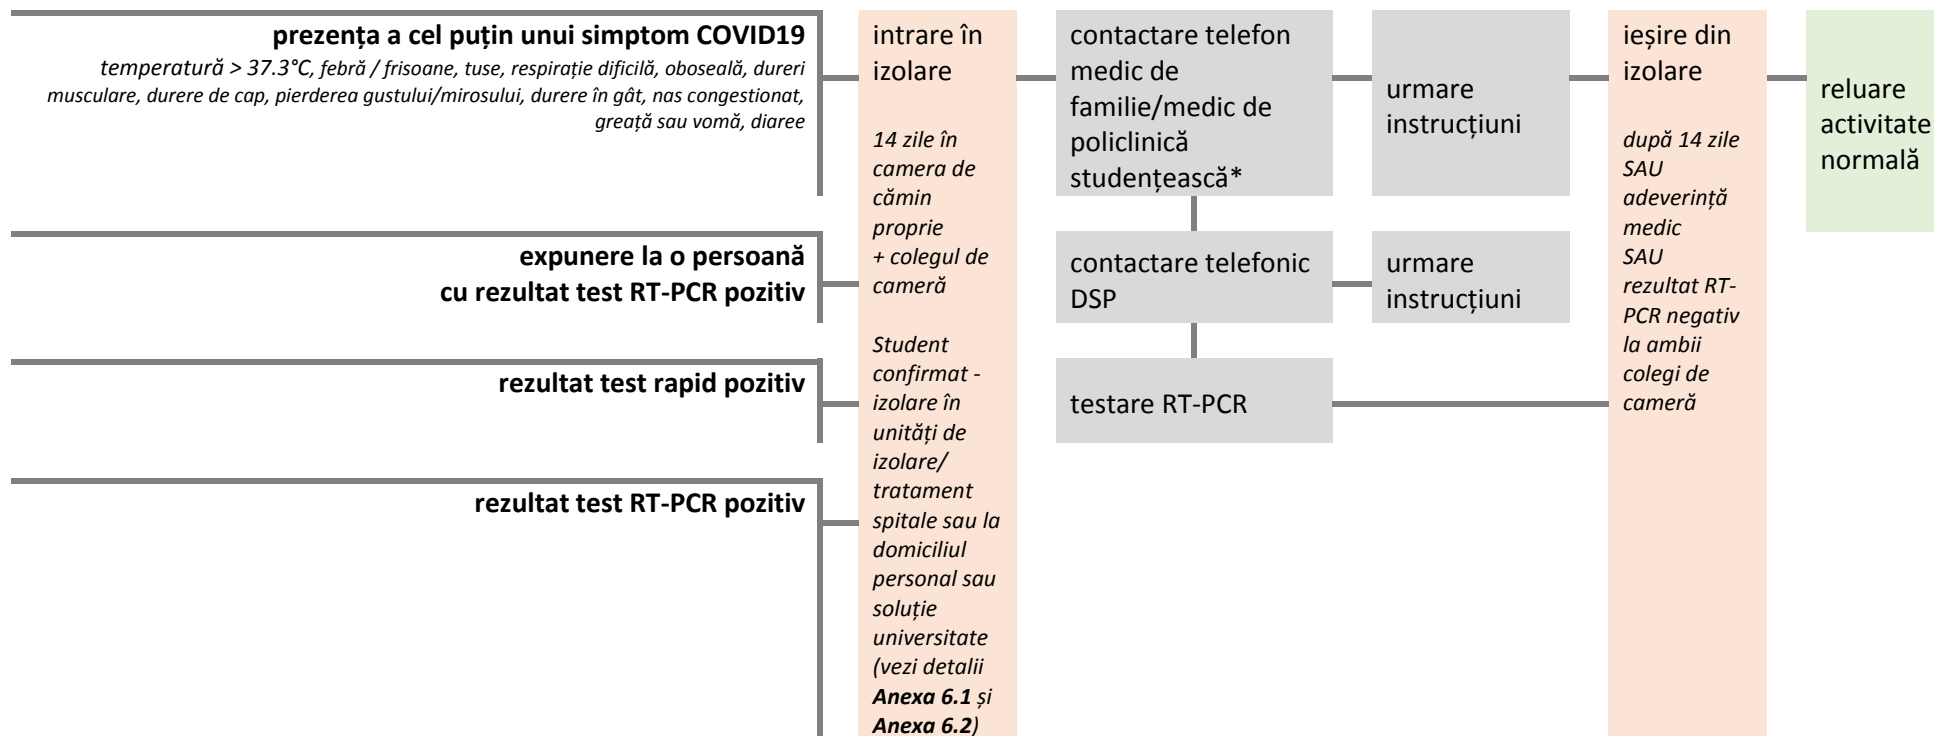 prezența a cel puțin unui simptom COVID19
temperatură > 37.3°C, febră / frisoane, tuse, respirație dificilă, oboseală, dureri
musculare, durere de cap, pierderea gustului/mirosului, durere în gât, nas congestionat,
greață sau vomă, diaree
expunere la o persoană
cu rezultat test RT-PCR pozitiv
rezultat test rapid pozitiv
rezultat test RT-PCR pozitiv
intrare în
izolare
14 zile în
camera de
cămin
proprie
+ colegul de
cameră
Student
confirmat -
izolare în
unități de
izolare/
tratament
spitale sau la
domiciliul
personal sau
soluție
universitate
(vezi detalii
Anexa 6.1 și
Anexa 6.2)
contactare telefon
medic de
familie/medic de
policlinică
studențească*
urmare
instrucțiuni
contactare telefonic
DSP
urmare
instrucțiuni
testare RT-PCR
ieșire din
izolare
după 14 zile
SAU
adeverință
medic
SAU
rezultat RT-
PCR negativ
la ambii
colegi de
cameră
reluare
activitate
normală